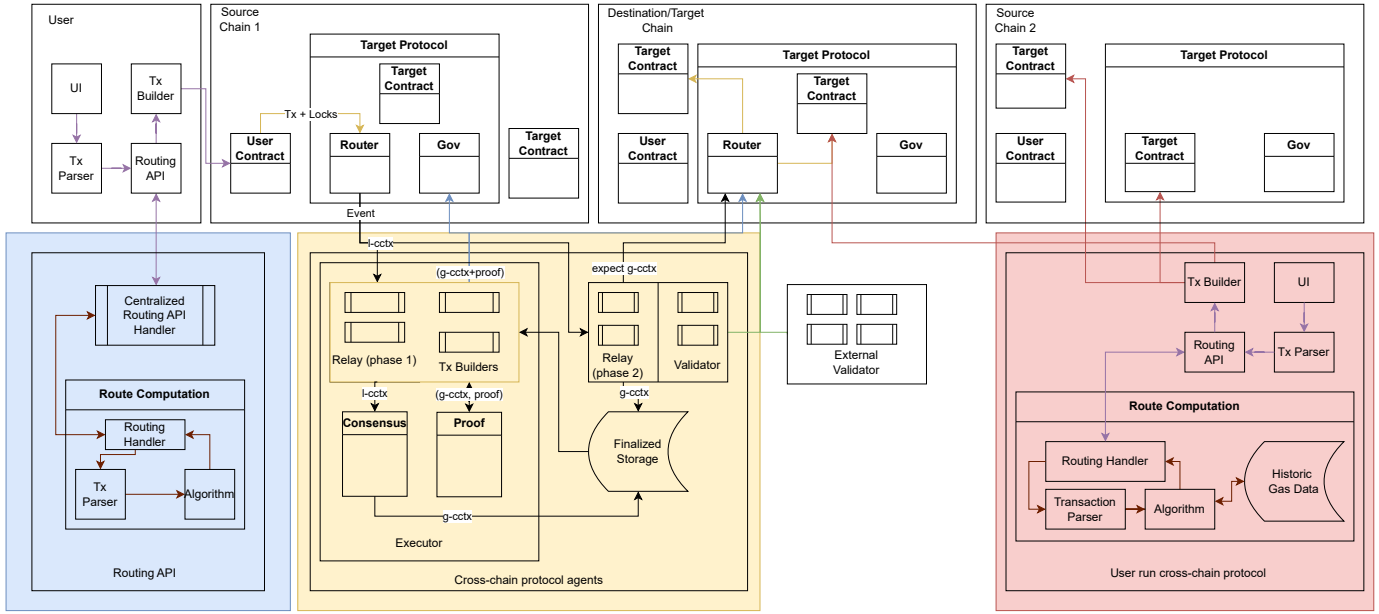 User
UI
Tx
Builder
Tx
Parser
Routing
API
Source
Chain 1
Target Protocol
Target
Contract
Tx + Locks
User
Contract
Router
Gov
Target
Contract
Event
Destination/Target
Chain
Target
Contract
Target Protocol
Target
Contract
User
Contract
Router
Gov
Source
Chain 2
Target
Contract
Target Protocol
User
Contract
Target
Contract
Gov
Centralized
Routing API
Handler
Route Computation
Routing
Handler
Tx
Parser
Algorithm
Routing API
l-cctx
(g-cctx+proof)
expect g-cctx
Relay (phase 1)
Tx Builders
Relay
(phase 2)
Validator
l-cctx
(g-cctx, proof)
g-cctx
Consensus
Proof
Finalized
Storage
g-cctx
Executor
Cross-chain protocol agents
External
Validator
Tx Builder
UI
Routing
API
Tx Parser
Route Computation
Routing Handler
Historic
Gas Data
Transaction
Parser
Algorithm
User run cross-chain protocol